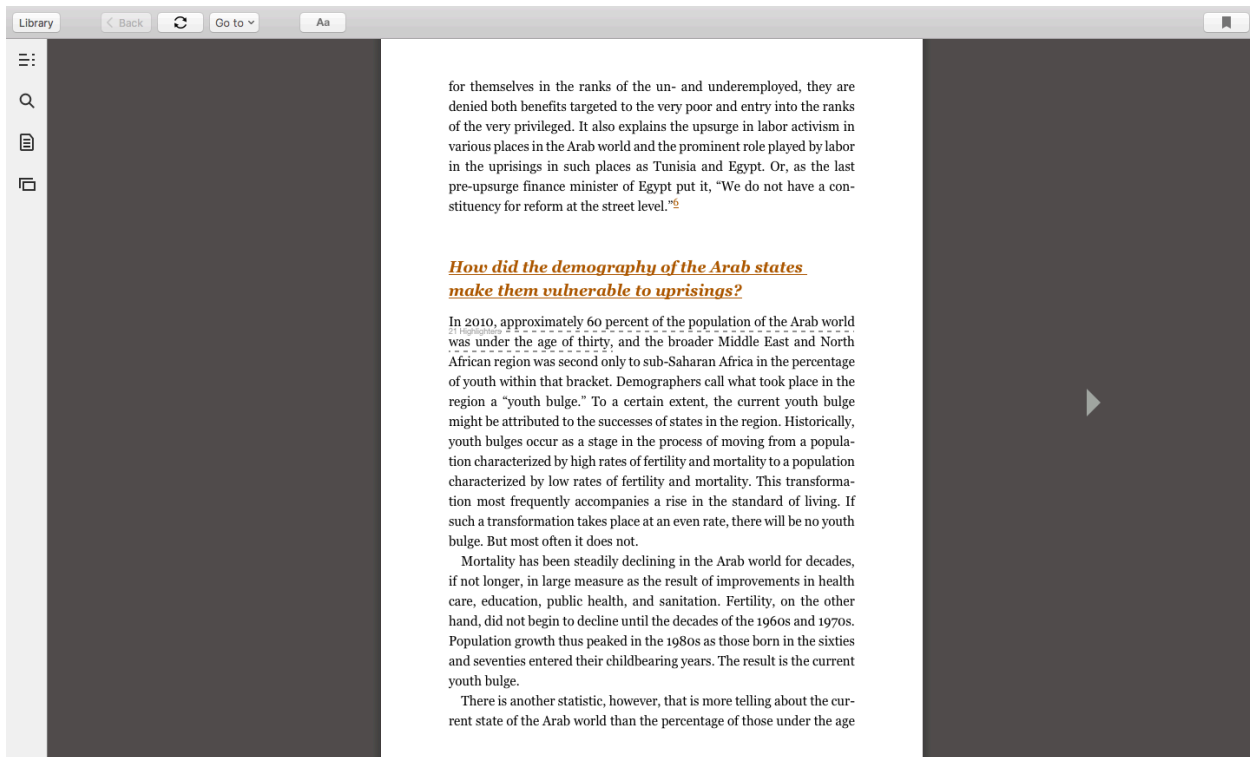 Library
Back
Go to
Aa
for themselves in the ranks of the un- and underemployed, they are
denied both benefits targeted to the very poor and entry into the ranks
of the very privileged. It also explains the upsurge in labor activism in
various places in the Arab world and the prominent role played by labor
in the uprisings in such places as Tunisia and Egypt. Or, as the last
pre-upsurge finance minister of Egypt put it, “We do not have a con-
stituency for reform at the street level.”6
How did the demography of the Arab states
make them vulnerable to uprisings?
In 2010, approximately 60 percent of the population of the Arab world
21 Highlighters
was under the age of thirty, and the broader Middle East and North
African region was second only to sub-Saharan Africa in the percentage
of youth within that bracket. Demographers call what took place in the
region a “youth bulge.” To a certain extent, the current youth bulge
might be attributed to the successes of states in the region. Historically,
youth bulges occur as a stage in the process of moving from a popula-
tion characterized by high rates of fertility and mortality to a population
characterized by low rates of fertility and mortality. This transforma-
tion most frequently accompanies a rise in the standard of living. If
such a transformation takes place at an even rate, there will be no youth
bulge. But most often it does not.
Mortality has been steadily declining in the Arab world for decades,
if not longer, in large measure as the result of improvements in health
care, education, public health, and sanitation. Fertility, on the other
hand, did not begin to decline until the decades of the 1960s and 1970s.
Population growth thus peaked in the 1980s as those born in the sixties
and seventies entered their childbearing years. The result is the current
youth bulge.
There is another statistic, however, that is more telling about the cur-
rent state of the Arab world than the percentage of those under the age